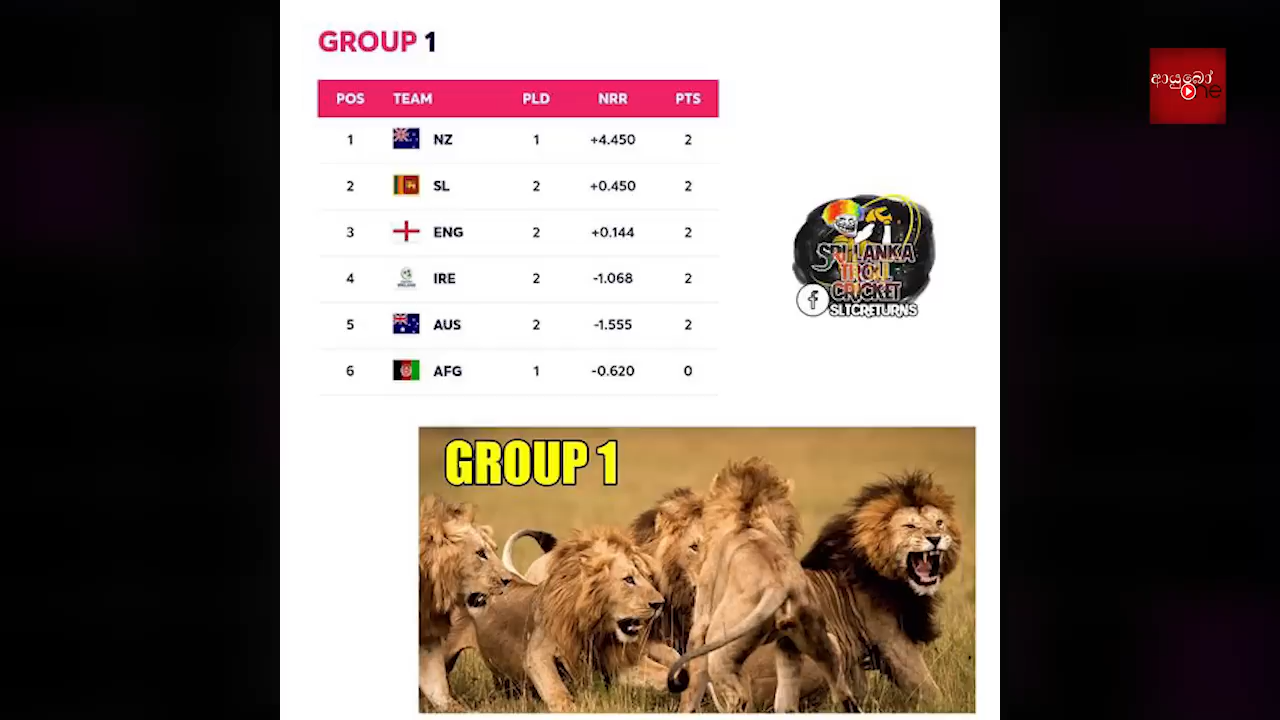 GROUP 1
POS TEAM PLD NRR PTS
1 NZ 1 +4.450 2
2 SL 2 +0.450 2
3 ENG 2 +0.144 2
4 IRE 2 -1.068 2
5 AUS 2 -1.555 2
6 AFG 1 -0.620 0
ආයුබෝ
one
SRI LANKA
TROLL
CRICKET
f SLTCRETURNS
GROUP 1